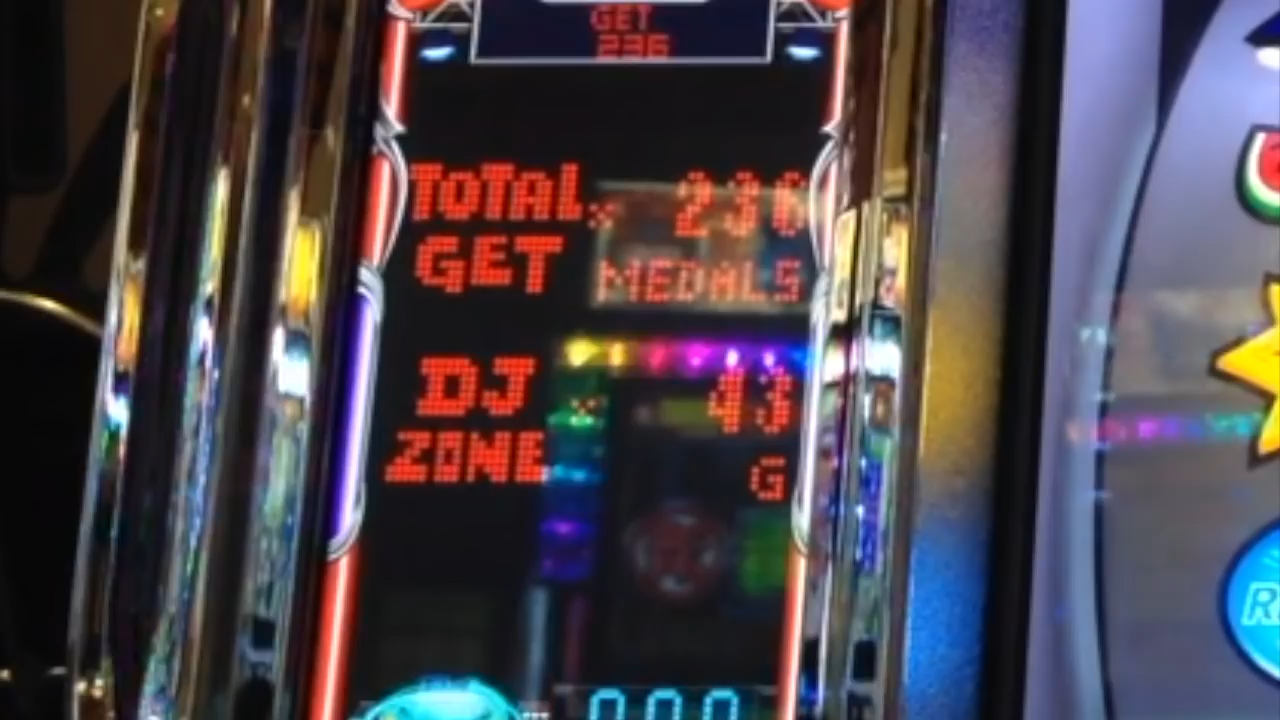 GET
236
TOTAL × 236
GET MEDALS
DJ × 43
ZONE G
000